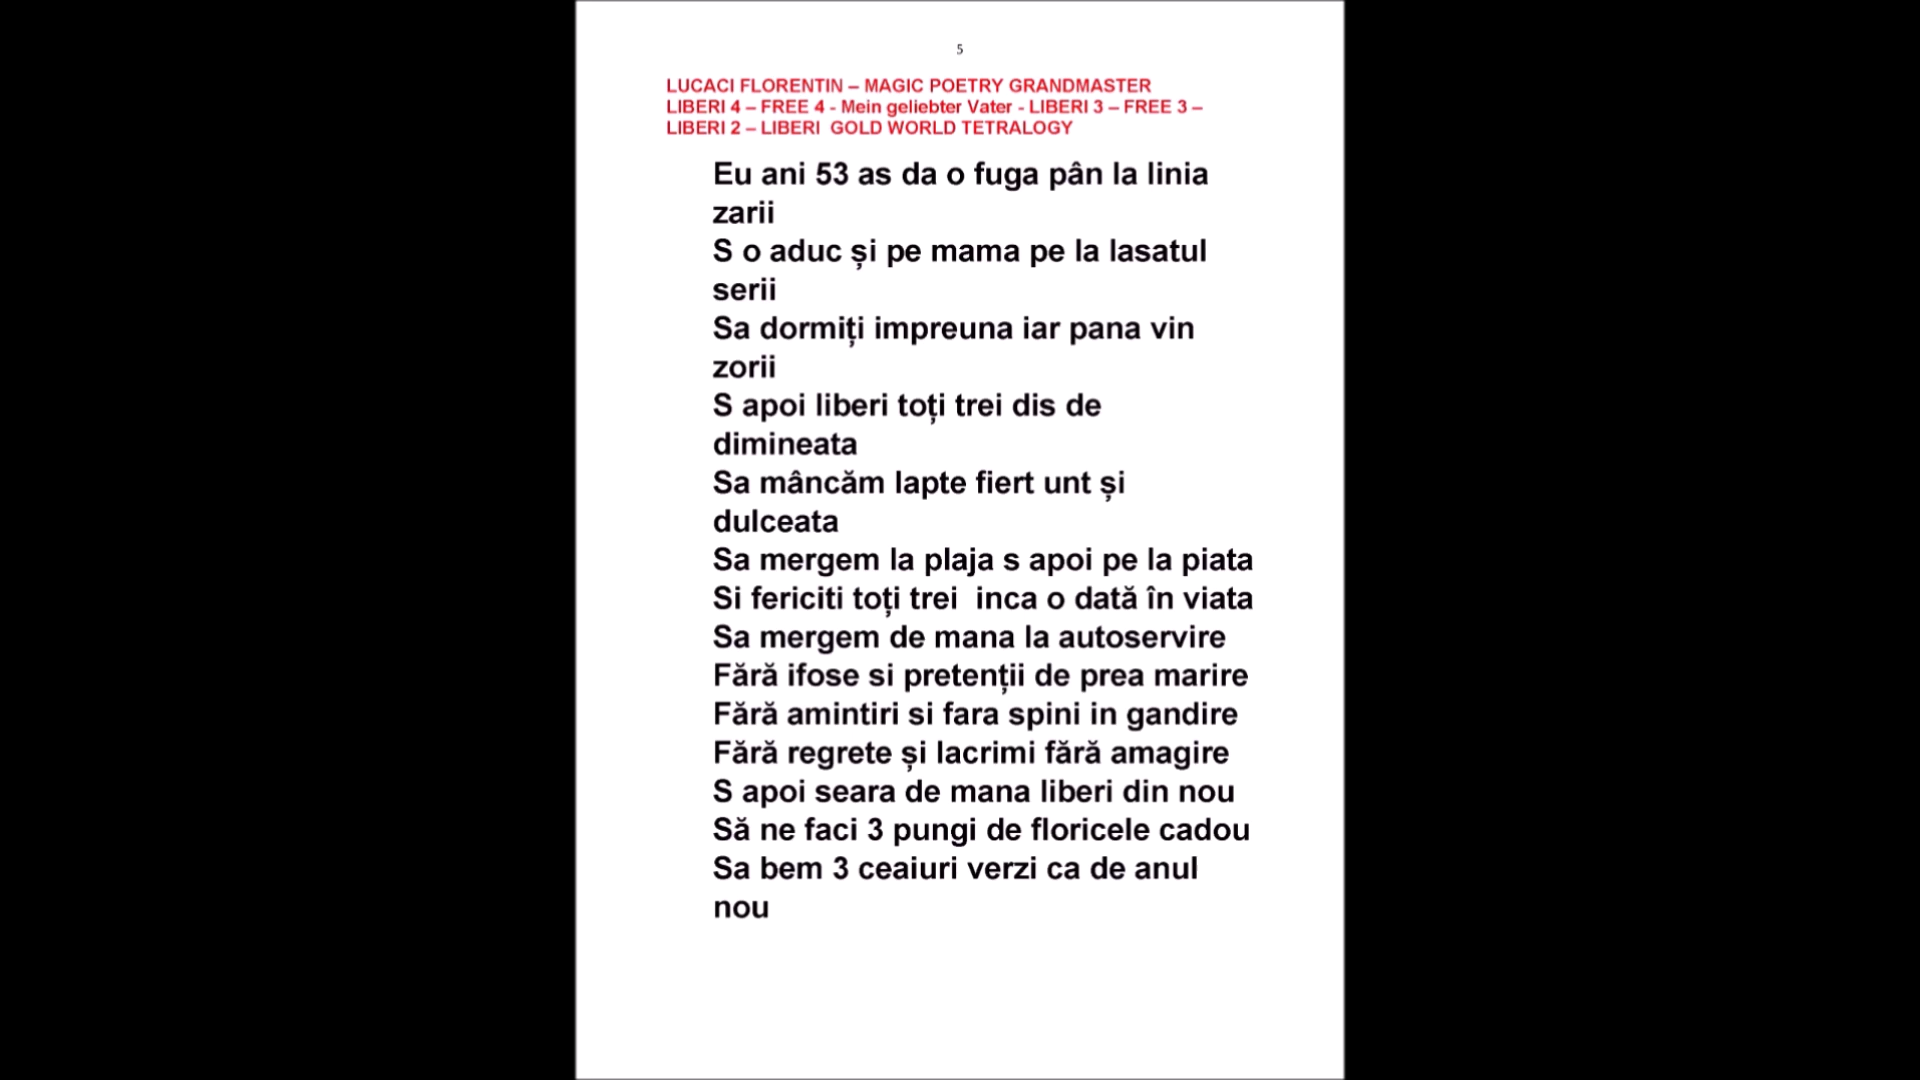 5
LUCACI FLORENTIN – MAGIC POETRY GRANDMASTER
LIBERI 4 – FREE 4 - Mein geliebter Vater - LIBERI 3 – FREE 3 –
LIBERI 2 – LIBERI  GOLD WORLD TETRALOGY
Eu ani 53 as da o fuga pân la linia
zarii
S o aduc și pe mama pe la lasatul
serii
Sa dormiți impreuna iar pana vin
zorii
S apoi liberi toți trei dis de
dimineata
Sa mâncăm lapte fiert unt și
dulceata
Sa mergem la plaja s apoi pe la piata
Si fericiti toți trei  inca o dată în viata
Sa mergem de mana la autoservire
Fără ifose si pretenții de prea marire
Fără amintiri si fara spini in gandire
Fără regrete și lacrimi fără amagire
S apoi seara de mana liberi din nou
Să ne faci 3 pungi de floricele cadou
Sa bem 3 ceaiuri verzi ca de anul
nou